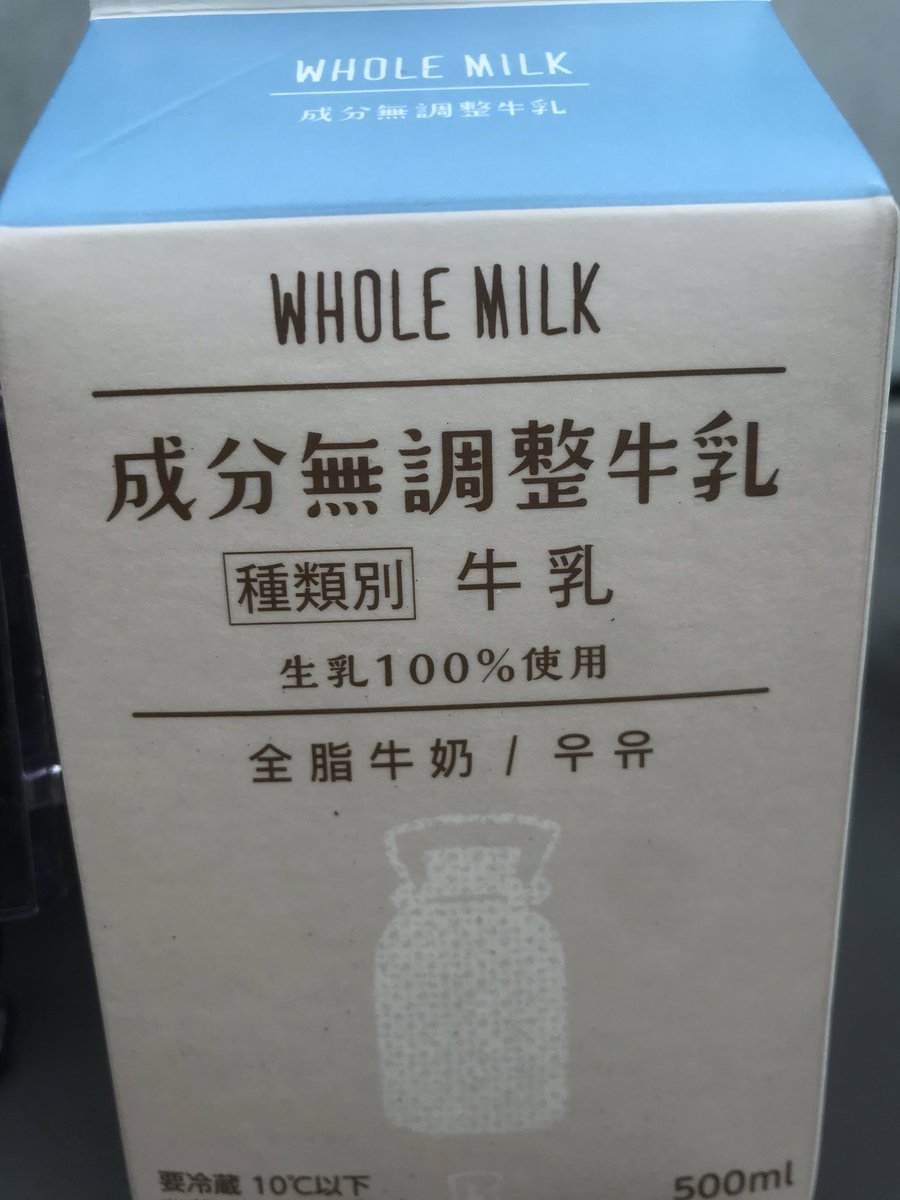 WHOLE MILK
成分無調整牛乳
WHOLE MILK
成分無調整牛乳
種類別 牛乳
生乳100%使用
全脂牛奶 / 우유
要冷蔵 10℃以下
500ml